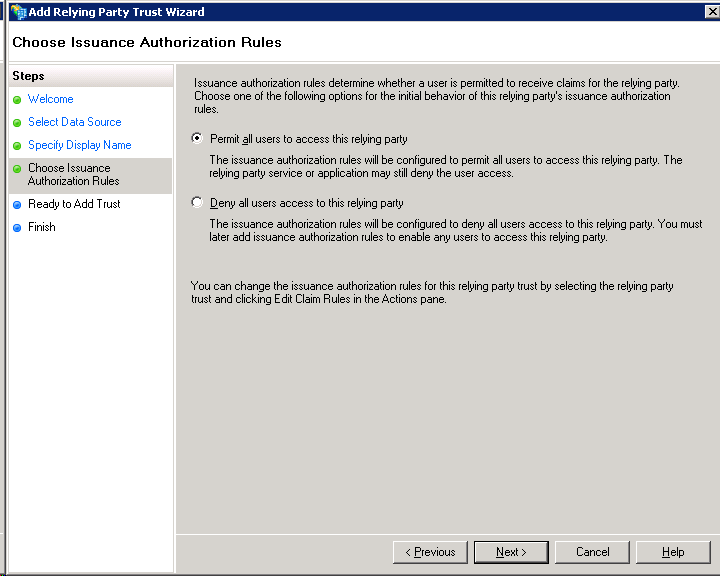 Add Relying Party Trust Wizard
Choose Issuance Authorization Rules
Steps
Welcome
Select Data Source
Specify Display Name
Choose Issuance
Authorization Rules
Ready to Add Trust
Finish
Issuance authorization rules determine whether a user is permitted to receive claims for the relying party.
Choose one of the following options for the initial behavior of this relying party's issuance authorization
rules.
Permit all users to access this relying party
The issuance authorization rules will be configured to permit all users to access this relying party. The
relying party service or application may still deny the user access.
Deny all users access to this relying party
The issuance authorization rules will be configured to deny all users access to this relying party. You must
later add issuance authorization rules to enable any users to access this relying party.
You can change the issuance authorization rules for this relying party trust by selecting the relying party
trust and clicking Edit Claim Rules in the Actions pane.
< Previous
Next >
Cancel
Help